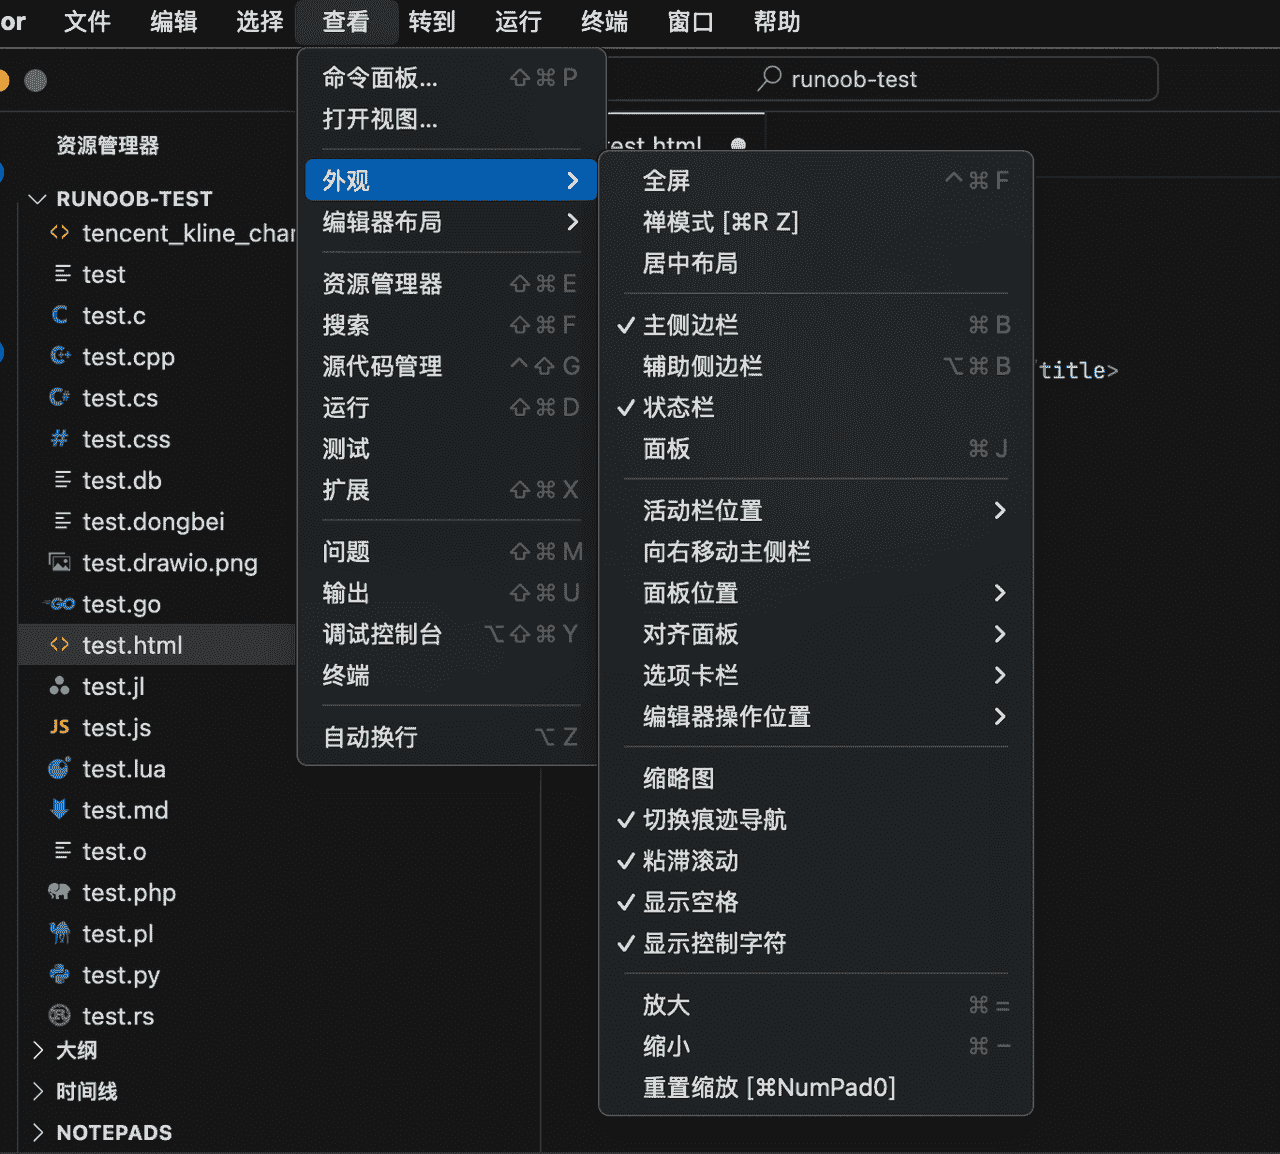 or 文件 编辑 选择 查看 转到 运行 终端 窗口 帮助
runoob-test
资源管理器
RUNOOB-TEST
tencent_kline_char
test
test.c
test.cpp
test.cs
test.css
test.db
test.dongbei
test.drawio.png
test.go
test.html
test.jl
test.js
test.lua
test.md
test.o
test.php
test.pl
test.py
test.rs
大纲
时间线
NOTEPADS
命令面板... ⇧⌘P
打开视图...
外观
编辑器布局
资源管理器 ⇧⌘E
搜索 ⇧⌘F
源代码管理 ^⇧G
运行 ⇧⌘D
测试
扩展 ⇧⌘X
问题 ⇧⌘M
输出 ⇧⌘U
调试控制台 ⌥⇧⌘Y
终端
自动换行 ⌥Z
test.html
title>
全屏 ^⌘F
禅模式 [⌘R Z]
居中布局
✓ 主侧边栏 ⌘B
辅助侧边栏 ⌥⌘B
✓ 状态栏
面板 ⌘J
活动栏位置
向右移动主侧栏
面板位置
对齐面板
选项卡栏
编辑器操作位置
缩略图
✓ 切换痕迹导航
✓ 粘滞滚动
✓ 显示空格
✓ 显示控制字符
放大 ⌘=
缩小 ⌘-
重置缩放 [⌘NumPad0]